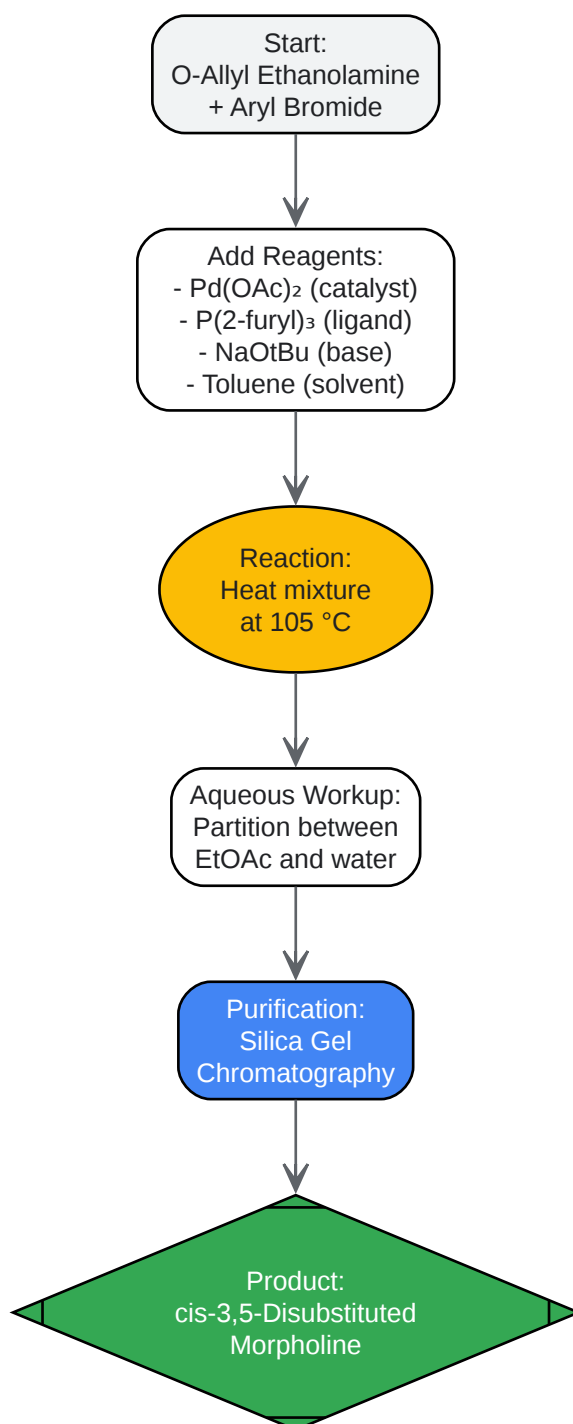 Start:
O-Allyl Ethanolamine
+ Aryl Bromide
Add Reagents:
- Pd(OAc)₂ (catalyst)
- P(2-furyl)₃ (ligand)
- NaOtBu (base)
- Toluene (solvent)
Reaction:
Heat mixture
at 105 °C
Aqueous Workup:
Partition between
EtOAc and water
Purification:
Silica Gel
Chromatography
Product:
cis-3,5-Disubstituted
Morpholine